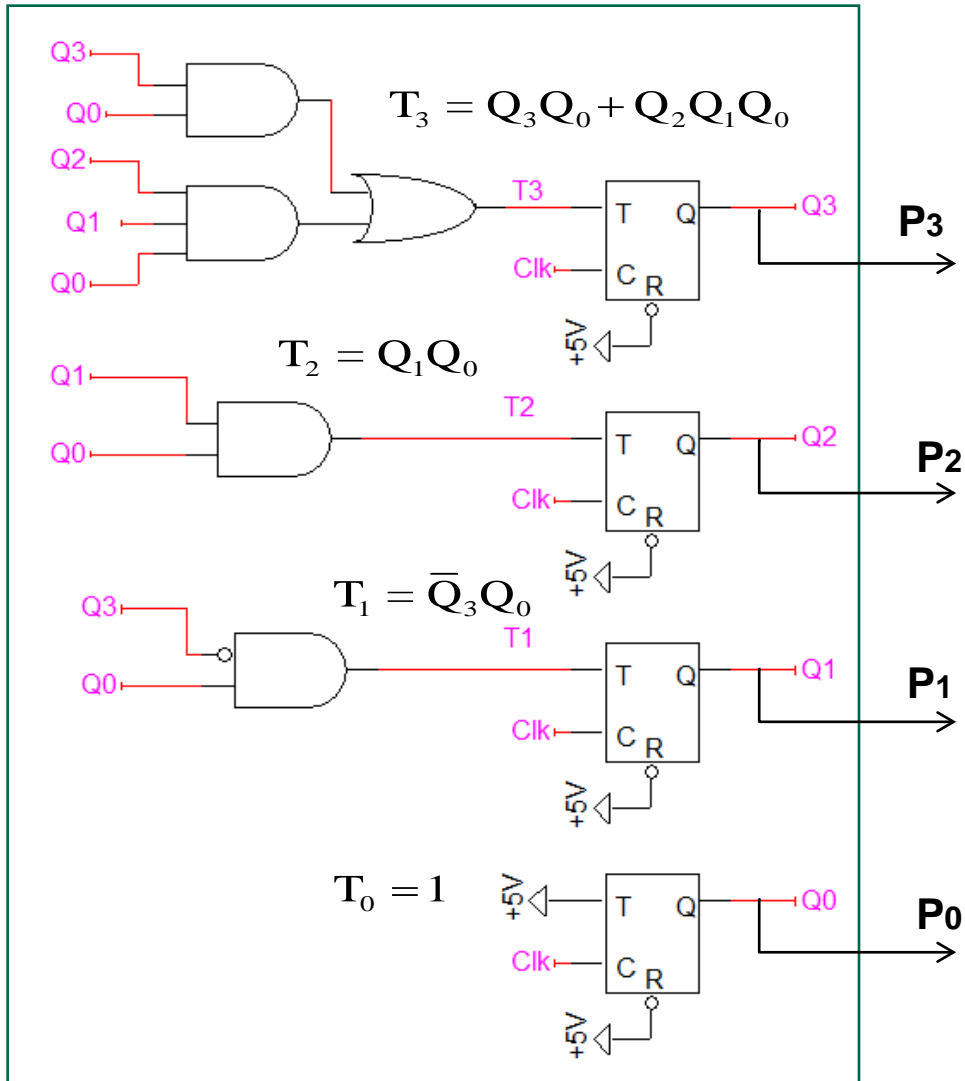 Q3
T₃ = Q₃Q₀ + Q₂Q₁Q₀
Q0
Q2
T3
T Q
Q3
P3
Q1
Clk
C
R
Q0
+5V
T₂ = Q₁Q₀
Q1
T2
T Q
Q2
P2
Q0
Clk
C
R
+5V
T₁ = Q̅₃Q₀
Q3
T1
T Q
Q1
P1
Q0
Clk
C
R
+5V
T₀ = 1
+5V
T Q
Q0
P0
Clk
C
R
+5V